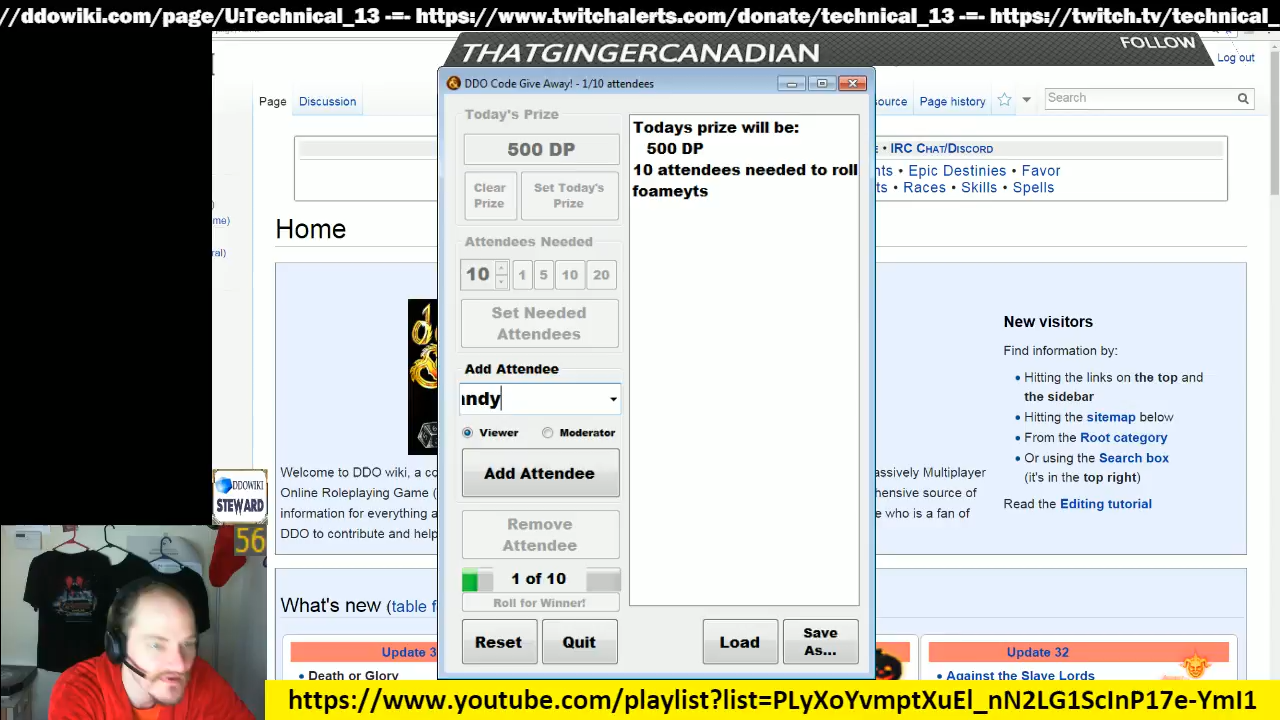 //ddowiki.com/page/U:Technical_13 -=- https://www.twitchalerts.com/donate/technical_13 -=- https://twitch.tv/technical_
THATGINGERCANADIAN
FOLLOW
Log out
Page
Discussion
source
Page history
Search
DDO Code Give Away! - 1/10 attendees
Today's Prize
500 DP
Clear
Prize
Set Today's
Prize
Attendees Needed
10
1
5
10
20
Set Needed
Attendees
Add Attendee
andy
Viewer
Moderator
Add Attendee
Remove
Attendee
1 of 10
Roll for Winner!
Reset
Quit
Load
Save
As...
Todays prize will be:
500 DP
10 attendees needed to roll
foameyts
• IRC Chat/Discord
nts • Epic Destinies • Favor
ts • Races • Skills • Spells
Home
me)
ral)
New visitors
Find information by:
• Hitting the links on the top and
the sidebar
• Hitting the sitemap below
• From the Root category
• Or using the Search box
(it's in the top right)
Read the Editing tutorial
Welcome to DDO wiki, a co
Online Roleplaying Game (
information for everything a
DDO to contribute and help
assively Multiplayer
hensive source of
e who is a fan of
DDOWIKI
STEWARD
56
What's new (table f
Update 3
• Death or Glory
Update 32
• Against the Slave Lords
https://www.youtube.com/playlist?list=PLyXoYvmptXuEl_nN2LG1ScInP17e-YmI1